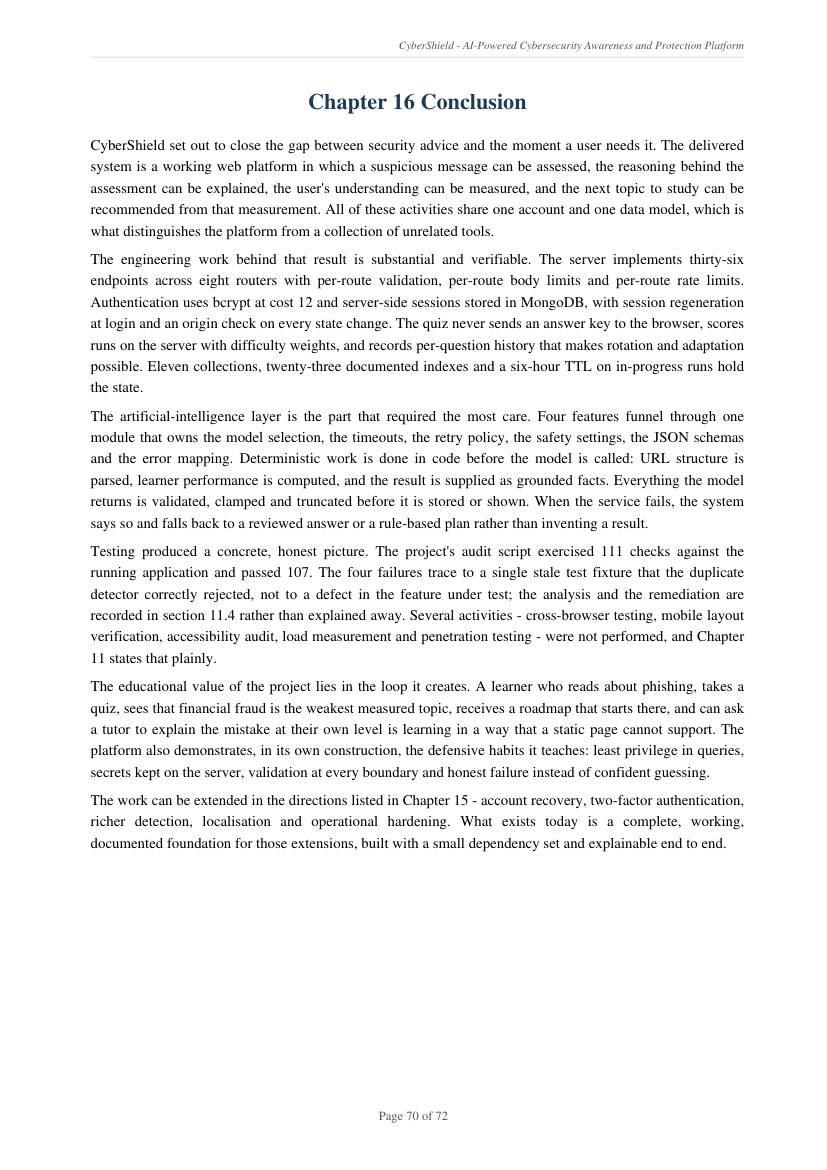 CyberShield - AI-Powered Cybersecurity Awareness and Protection Platform
Chapter 16 Conclusion
CyberShield set out to close the gap between security advice and the moment a user needs it. The delivered
system is a working web platform in which a suspicious message can be assessed, the reasoning behind the
assessment can be explained, the user's understanding can be measured, and the next topic to study can be
recommended from that measurement. All of these activities share one account and one data model, which is
what distinguishes the platform from a collection of unrelated tools.
The engineering work behind that result is substantial and verifiable. The server implements thirty-six
endpoints across eight routers with per-route validation, per-route body limits and per-route rate limits.
Authentication uses bcrypt at cost 12 and server-side sessions stored in MongoDB, with session regeneration
at login and an origin check on every state change. The quiz never sends an answer key to the browser, scores
runs on the server with difficulty weights, and records per-question history that makes rotation and adaptation
possible. Eleven collections, twenty-three documented indexes and a six-hour TTL on in-progress runs hold
the state.
The artificial-intelligence layer is the part that required the most care. Four features funnel through one
module that owns the model selection, the timeouts, the retry policy, the safety settings, the JSON schemas
and the error mapping. Deterministic work is done in code before the model is called: URL structure is
parsed, learner performance is computed, and the result is supplied as grounded facts. Everything the model
returns is validated, clamped and truncated before it is stored or shown. When the service fails, the system
says so and falls back to a reviewed answer or a rule-based plan rather than inventing a result.
Testing produced a concrete, honest picture. The project's audit script exercised 111 checks against the
running application and passed 107. The four failures trace to a single stale test fixture that the duplicate
detector correctly rejected, not to a defect in the feature under test; the analysis and the remediation are
recorded in section 11.4 rather than explained away. Several activities - cross-browser testing, mobile layout
verification, accessibility audit, load measurement and penetration testing - were not performed, and Chapter
11 states that plainly.
The educational value of the project lies in the loop it creates. A learner who reads about phishing, takes a
quiz, sees that financial fraud is the weakest measured topic, receives a roadmap that starts there, and can ask
a tutor to explain the mistake at their own level is learning in a way that a static page cannot support. The
platform also demonstrates, in its own construction, the defensive habits it teaches: least privilege in queries,
secrets kept on the server, validation at every boundary and honest failure instead of confident guessing.
The work can be extended in the directions listed in Chapter 15 - account recovery, two-factor authentication,
richer detection, localisation and operational hardening. What exists today is a complete, working,
documented foundation for those extensions, built with a small dependency set and explainable end to end.
Page 70 of 72